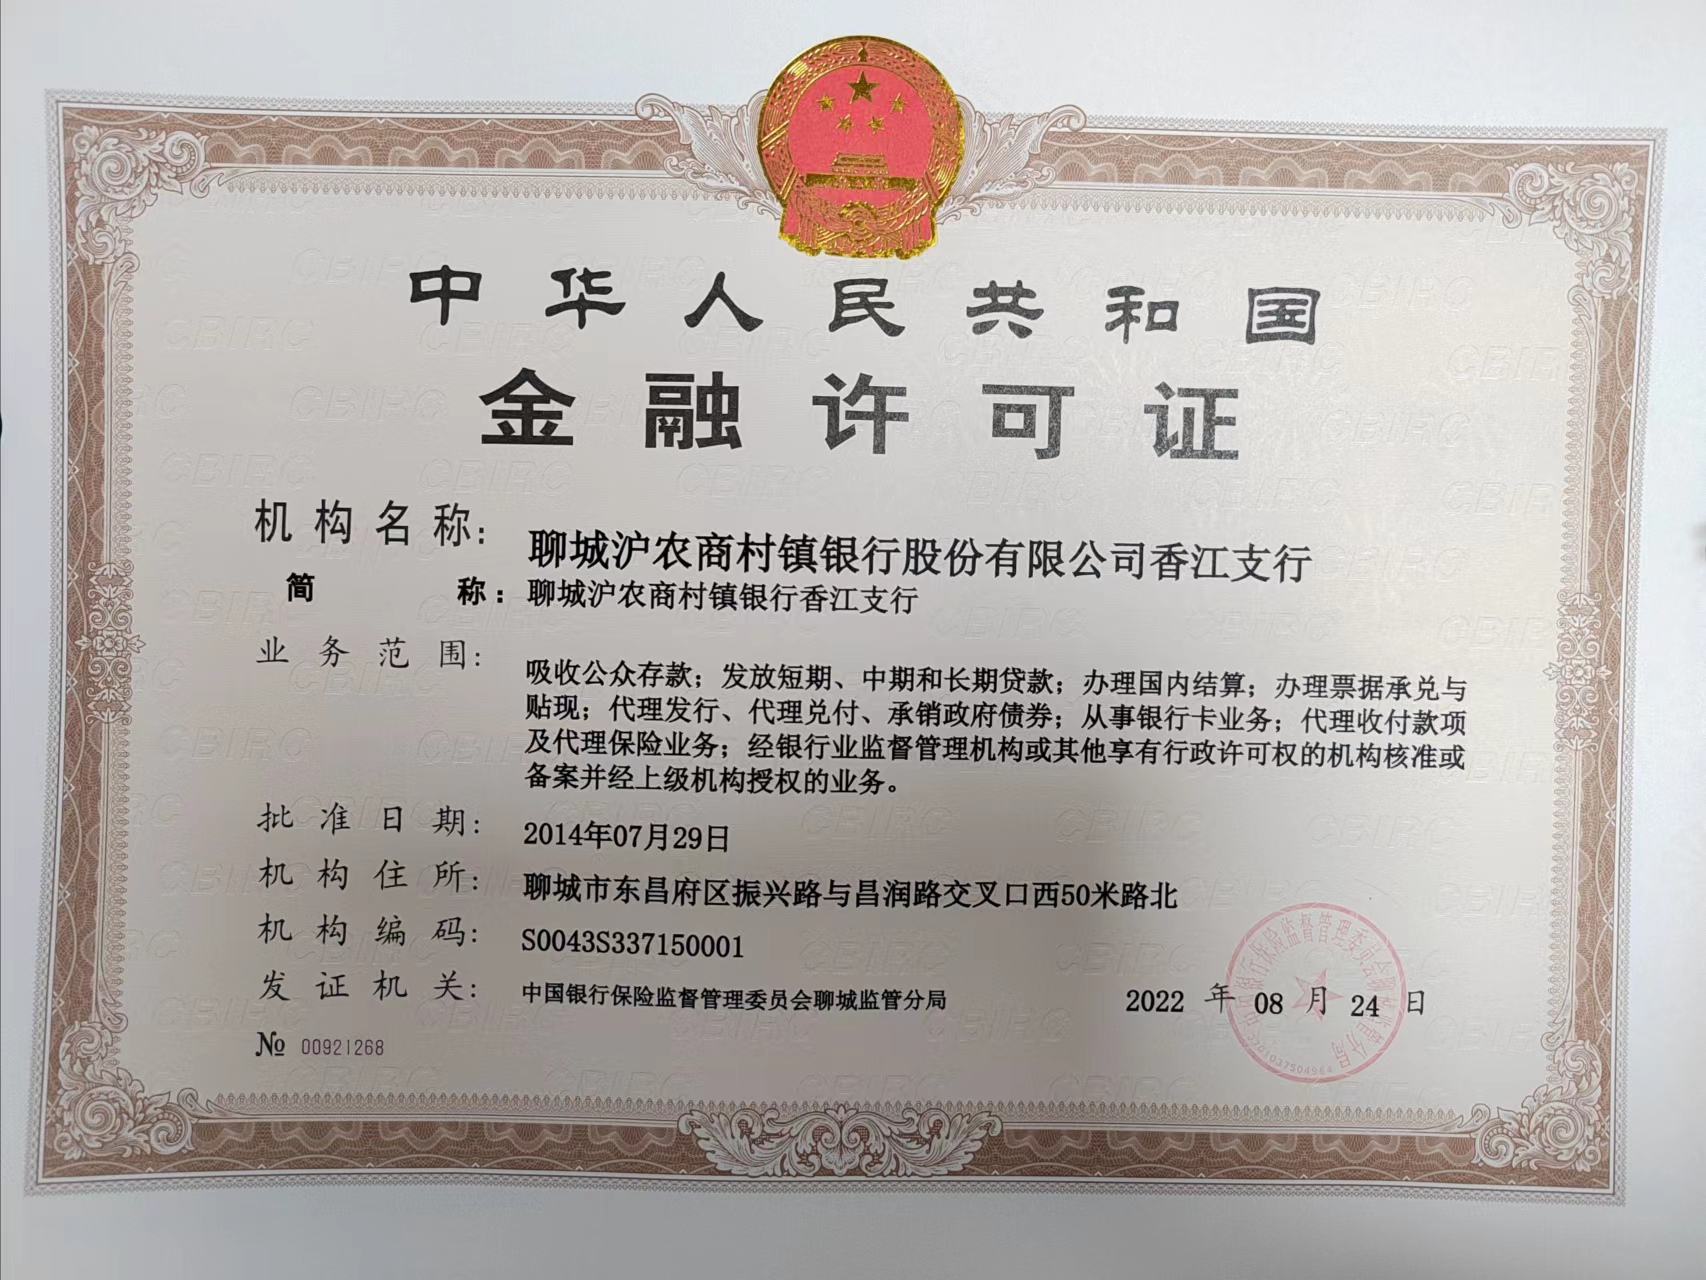 中华人民共和国
金融许可证
机构名称: 聊城沪农商村镇银行股份有限公司香江支行
简称: 聊城沪农商村镇银行香江支行
业务范围: 吸收公众存款；发放短期、中期和长期贷款；办理国内结算；办理票据承兑与
贴现；代理发行、代理兑付、承销政府债券；从事银行卡业务；代理收付款项
及代理保险业务；经银行业监督管理机构或其他享有行政许可权的机构核准或
备案并经上级机构授权的业务。
批准日期: 2014年07月29日
机构住所: 聊城市东昌府区振兴路与昌润路交叉口西50米路北
机构编码: S0043S337150001
发证机关: 中国银行保险监督管理委员会聊城监管分局
2022年08月24日
№ 00921268